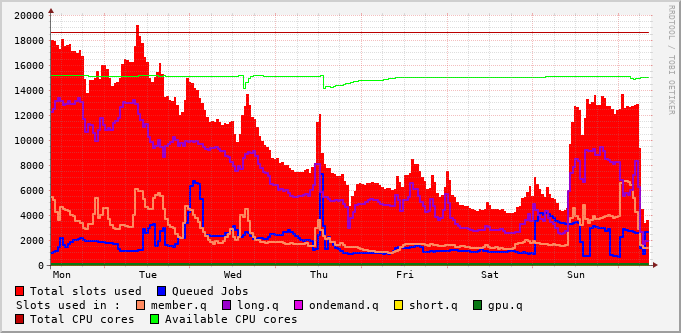 20000
18000
16000
14000
12000
10000
8000
6000
4000
2000
0
Mon Tue Wed Thu Fri Sat Sun
RRDTOOL / TOBI OETIKER
Total slots used Queued Jobs
Slots used in : member.q long.q ondemand.q short.q gpu.q
Total CPU cores Available CPU cores